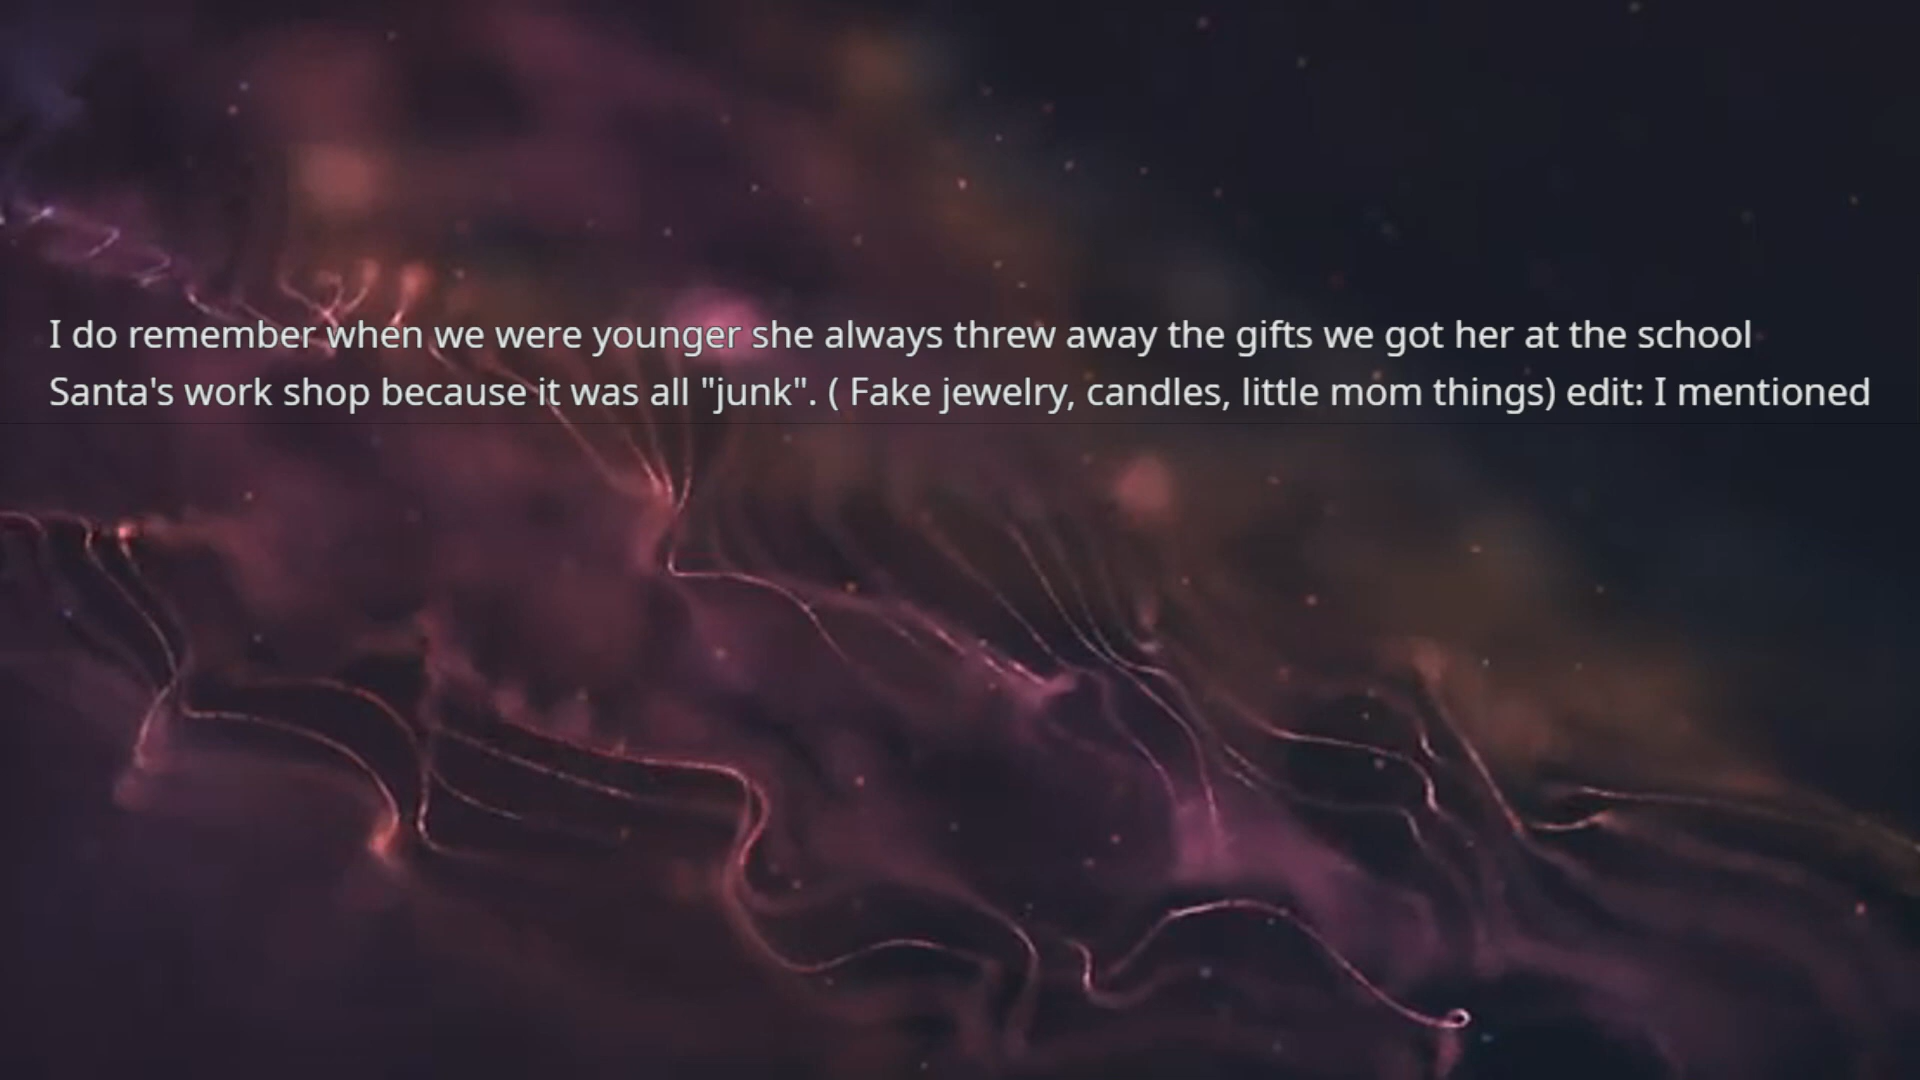 I do remember when we were younger she always threw away the gifts we got her at the school
Santa's work shop because it was all "junk". ( Fake jewelry, candles, little mom things) edit: I mentioned